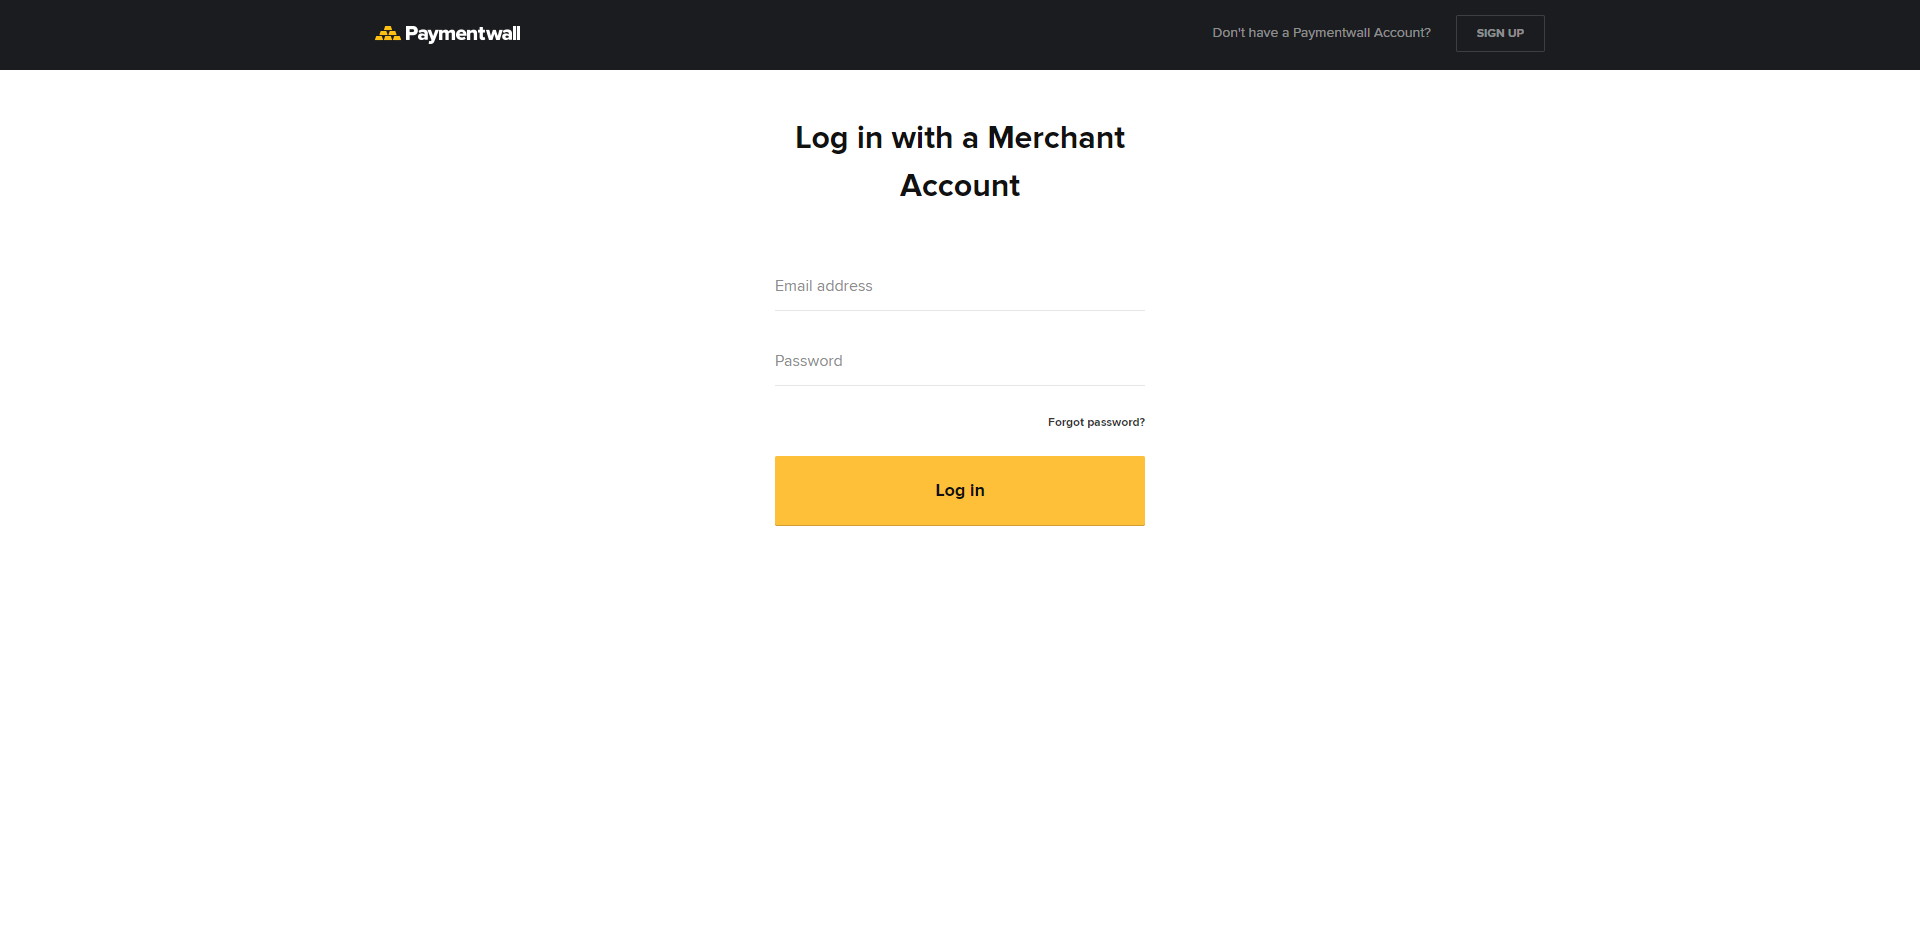 Paymentwall
Don't have a Paymentwall Account?
SIGN UP
Log in with a Merchant
Account
Email address
Password
Forgot password?
Log in